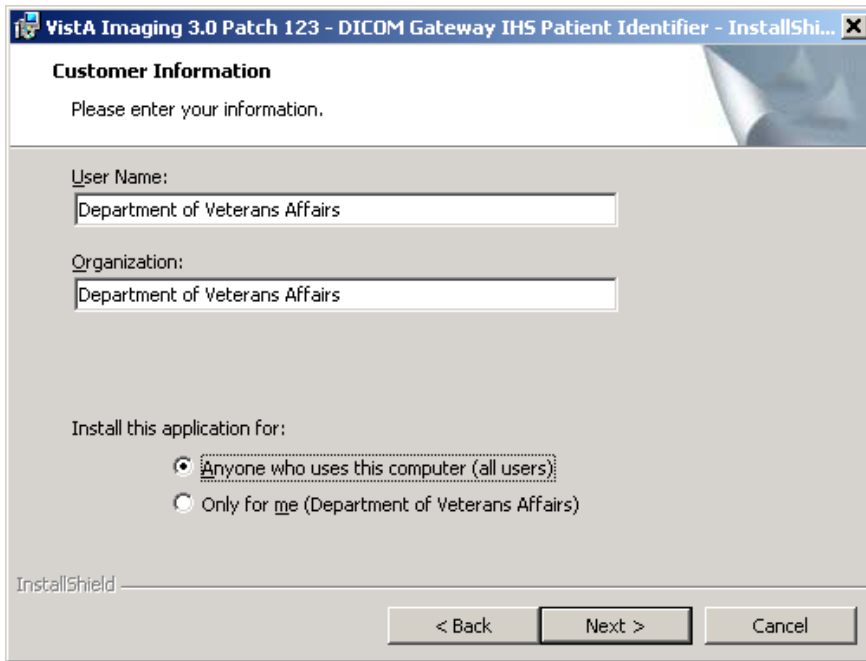 VistA Imaging 3.0 Patch 123 - DICOM Gateway IHS Patient Identifier - InstallShi...
Customer Information
Please enter your information.
User Name:
Department of Veterans Affairs
Organization:
Department of Veterans Affairs
Install this application for:
Anyone who uses this computer (all users)
Only for me (Department of Veterans Affairs)
InstallShield
< Back Next > Cancel